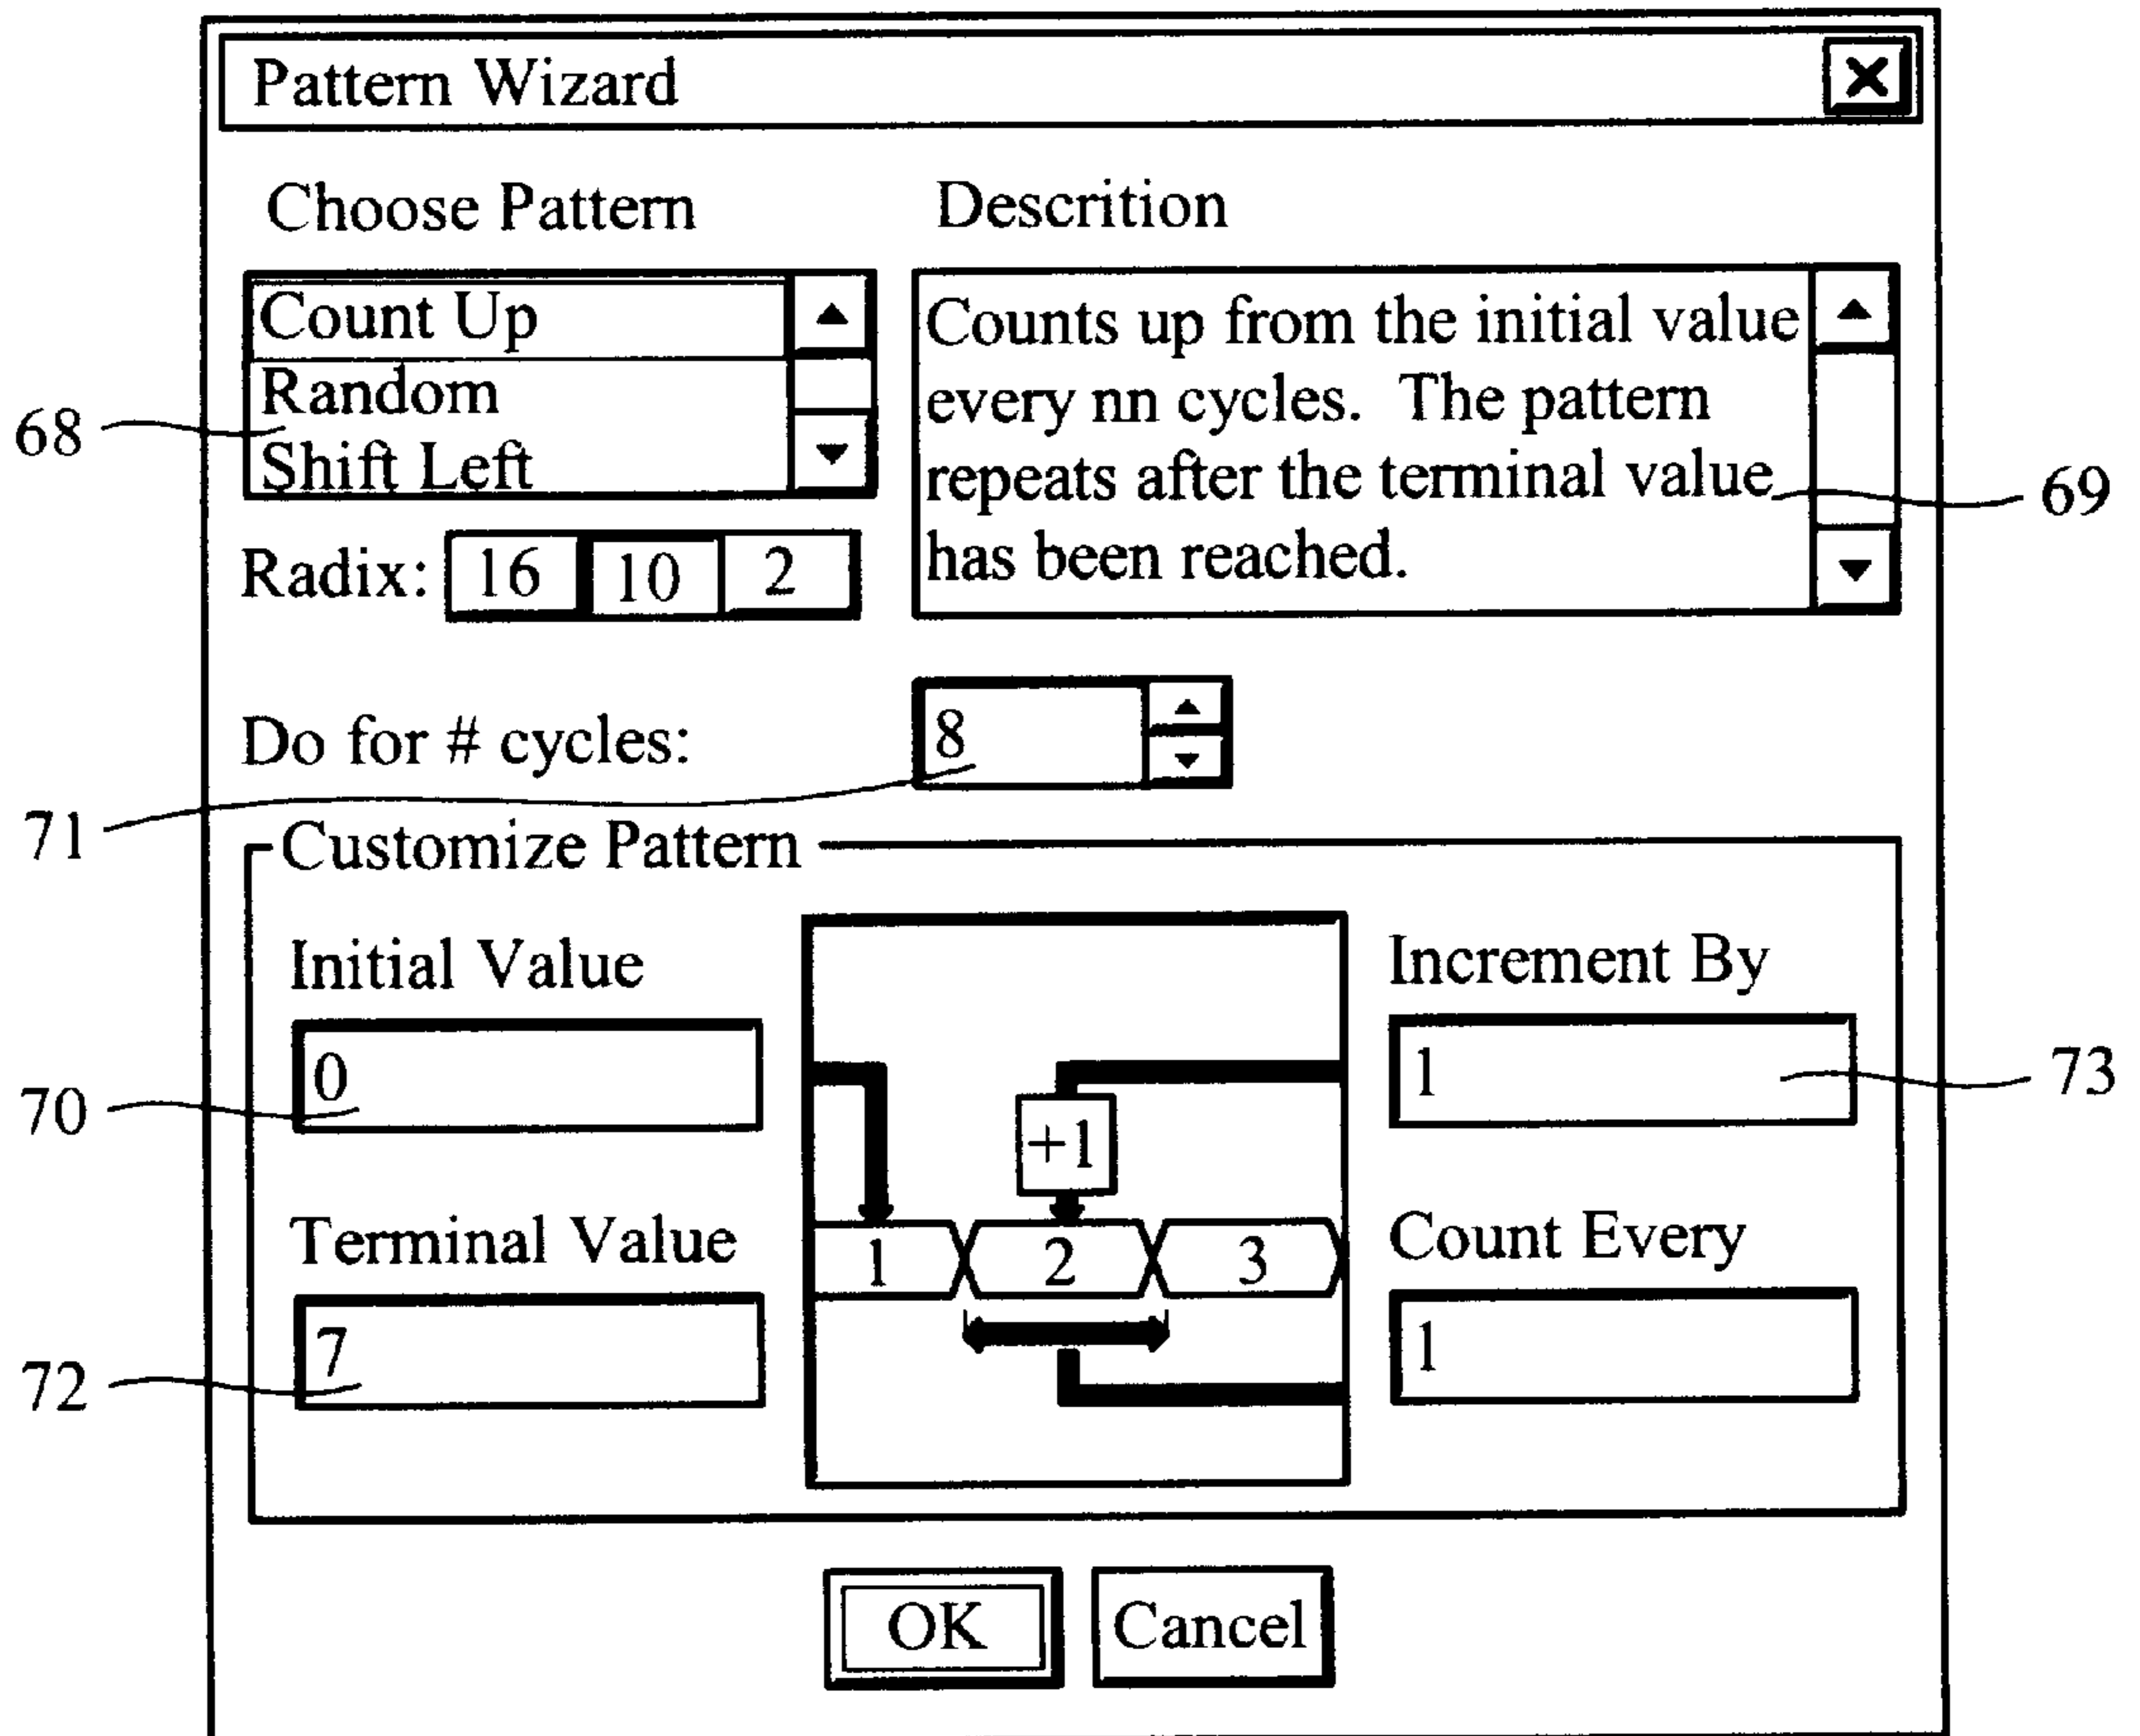 Pattern Wizard
Choose Pattern
Descrition
Count Up
Random
Shift Left
Counts up from the initial value
every nn cycles. The pattern
repeats after the terminal value
has been reached.
68
69
Radix: 16 10 2
Do for # cycles: 8
71
Customize Pattern
Initial Value
Increment By
0
1
70
73
+1
Terminal Value
Count Every
1 2 3
7
1
72
OK
Cancel